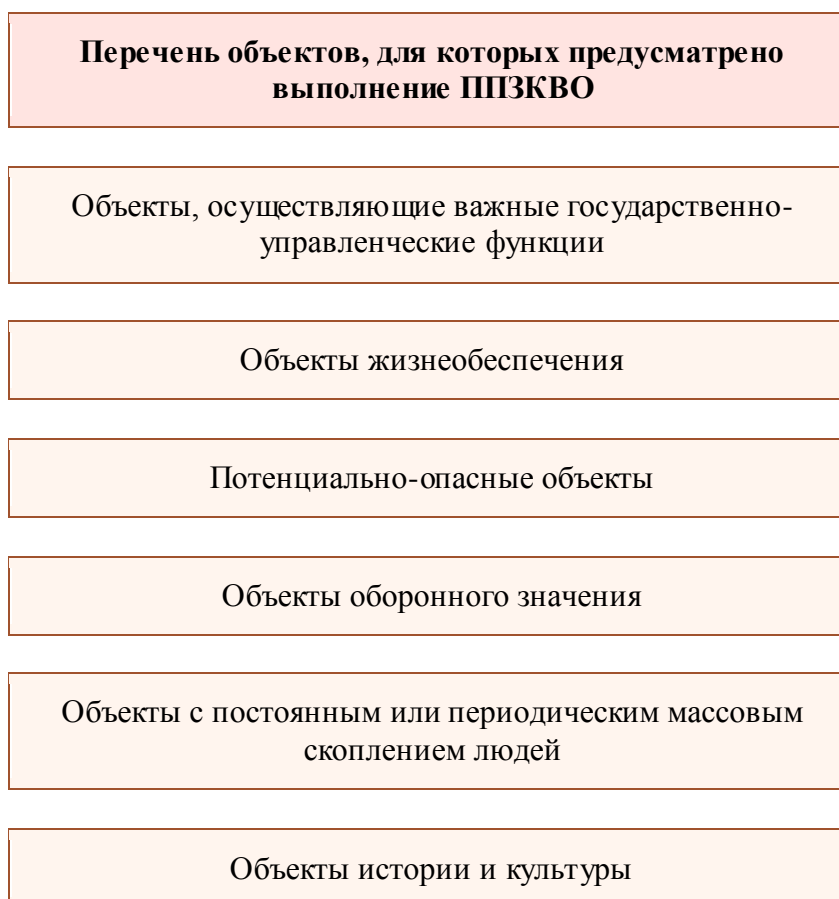 Перечень объектов, для которых предусматрено
выполнение ППЗКВО
Объекты, осуществляющие важные государственно-
управленческие функции
Объекты жизнеобеспечения
Потенциально-опасные объекты
Объекты оборонного значения
Объекты с постоянным или периодическим массовым
скоплением людей
Объекты истории и культуры